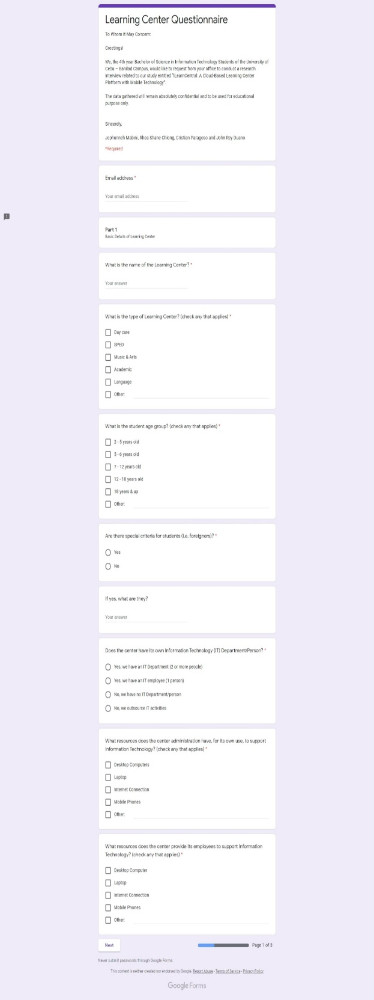 Learning Center Questionnaire
To Whom It May Concern:
Greetings!
We, the 4th year Bachelor of Science in Information Technology Students of the University of
Cebu – Banilad Campus, would like to request from your office to conduct a research
interview related to our study entitled "iLearnCentral: A Cloud-Based Learning Center
Platform with Mobile Technology".
The data gathered will remain absolutely confidential and to be used for educational
purpose only.
Sincerely,
Jephunneh Mabini, Rhea Shane Chiong, Cristian Paragoso and John Rey Duano
*Required
Email address *
Your email address
Part 1
Basic Details of Learning Center
What is the name of the Learning Center? *
Your answer
What is the type of Learning Center? (check any that applies) *
Day care
SPED
Music & Arts
Academic
Language
Other:
What is the student age group? (check any that applies) *
2 - 5 years old
5 - 6 years old
7 - 12 years old
12 - 18 years old
18 years & up
Other:
Are there special criteria for students (i.e. foreigners)? *
Yes
No
If yes, what are they?
Your answer
Does the center have its own Information Technology (IT) Department/Person? *
Yes, we have an IT Department (2 or more people)
Yes, we have an IT employee (1 person)
No, we have no IT Department/person
No, we outsource IT activities
What resources does the center administration have, for its own use, to support
Information Technology? (check any that applies) *
Desktop Computers
Laptop
Internet Connection
Mobile Phones
Other:
What resources does the center provide its employees to support Information
Technology? (check any that applies) *
Desktop Computer
Laptop
Internet Connection
Mobile Phones
Other:
Next
Page 1 of 3
Never submit passwords through Google Forms.
This content is neither created nor endorsed by Google. Report Abuse - Terms of Service - Privacy Policy
Google Forms